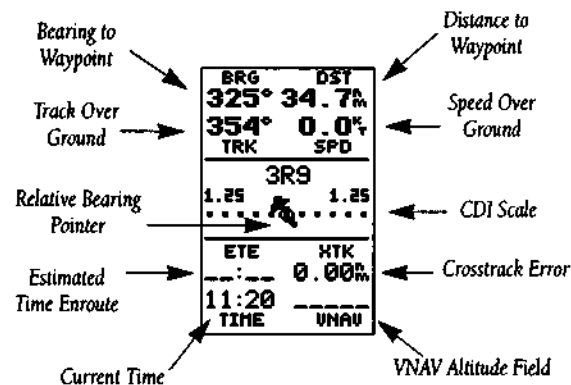 Bearing to
Waypoint
Distance to
Waypoint
BRG DST
325° 34.7nm
Track Over
Ground
354° 0.0KT
TRK SPD
Speed Over
Ground
3R9
1.25 1.25
Relative Bearing
Pointer
CDI Scale
ETE XTK
__:__ 0.00nm
Estimated
Time Enroute
Crosstrack Error
11:20 _____
TIME VNAV
Current Time
VNAV Altitude Field